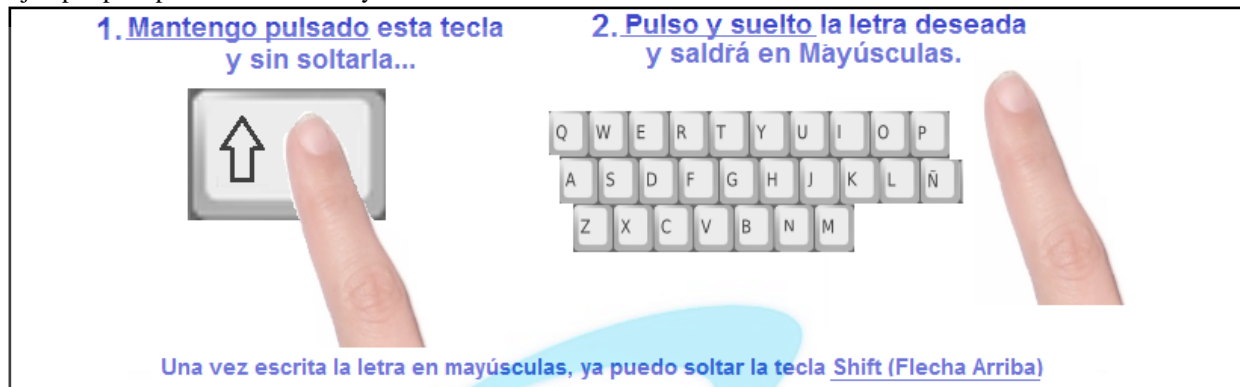 1. Mantengo pulsado esta tecla
y sin soltarla...
2. Pulso y suelto la letra deseada
y saldrá en Mayúsculas.
Q W E R T Y U I O P
A S D F G H J K L Ñ
Z X C V B N M
Una vez escrita la letra en mayúsculas, ya puedo soltar la tecla Shift (Flecha Arriba)